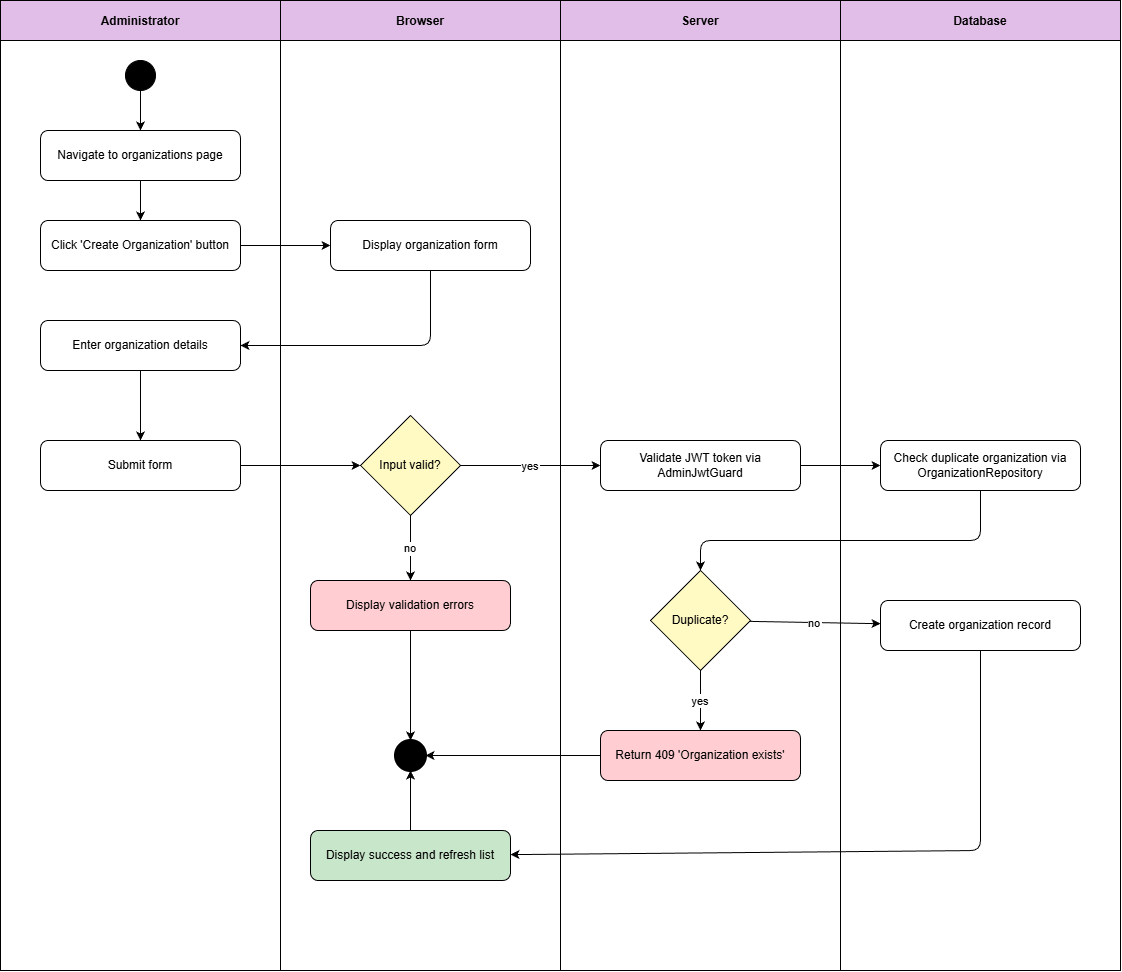 Administrator
Browser
Server
Database
Navigate to organizations page
Click 'Create Organization' button
Display organization form
Enter organization details
Submit form
Input valid?
yes
Validate JWT token via
AdminJwtGuard
Check duplicate organization via
OrganizationRepository
no
Display validation errors
Duplicate?
no
Create organization record
yes
Return 409 'Organization exists'
Display success and refresh list